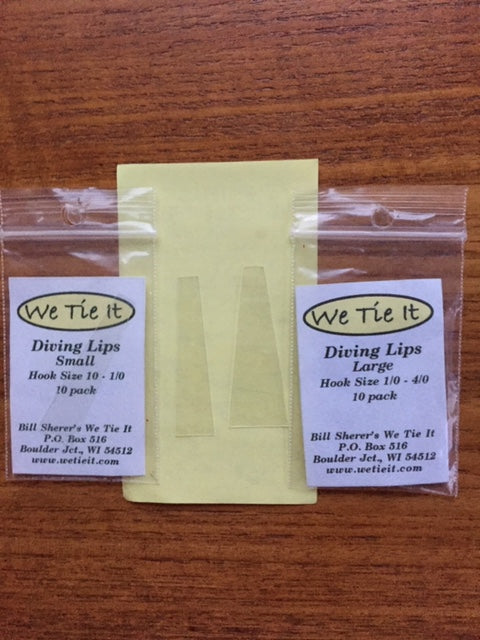 We Tie It
Diving Lips
Small
Hook Size 10 - 1/0
10 pack
Bill Sherer's We Tie It
P.O. Box 516
Boulder Jct., WI 54512
www.wetieit.com
We Tie It
Diving Lips
Large
Hook Size 1/0 - 4/0
10 pack
Bill Sherer's We Tie It
P.O. Box 516
Boulder Jct., WI 54512
www.wetieit.com